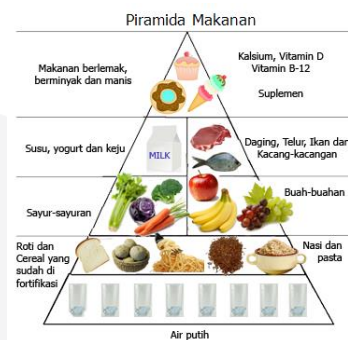 Piramida Makanan
Makanan berlemak,
berminyak dan manis
Kalsium, Vitamin D
Vitamin B-12
Suplemen
Susu, yogurt dan keju
MILK
Daging, Telur, Ikan dan
Kacang-kacangan
Sayur-sayuran
Buah-buahan
Roti dan
Cereal yang
sudah di
fortifikasi
Nasi dan
pasta
Air putih